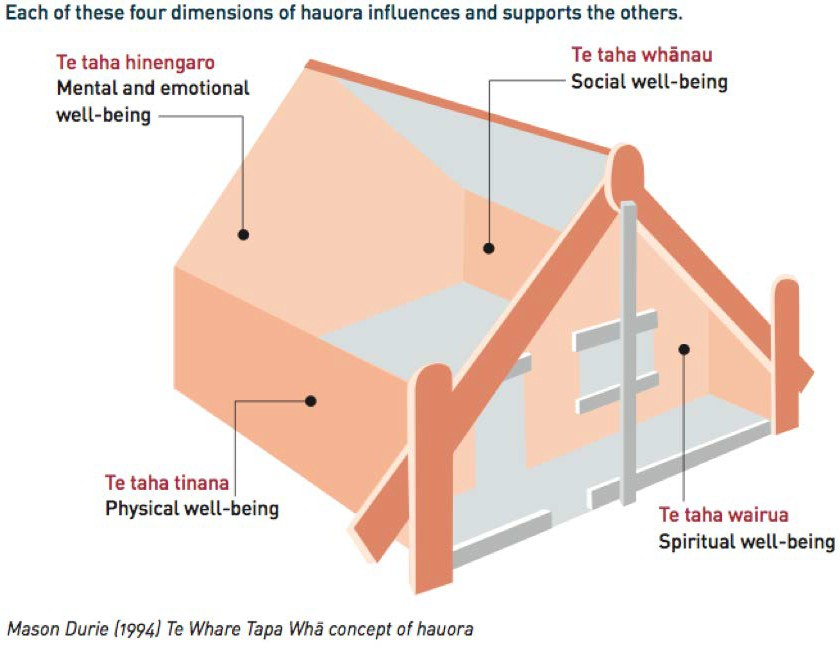 Each of these four dimensions of hauora influences and supports the others.
Te taha hinengaro
Mental and emotional
well-being
Te taha whānau
Social well-being
Te taha tinana
Physical well-being
Te taha wairua
Spiritual well-being
Mason Durie (1994) Te Whare Tapa Whā concept of hauora